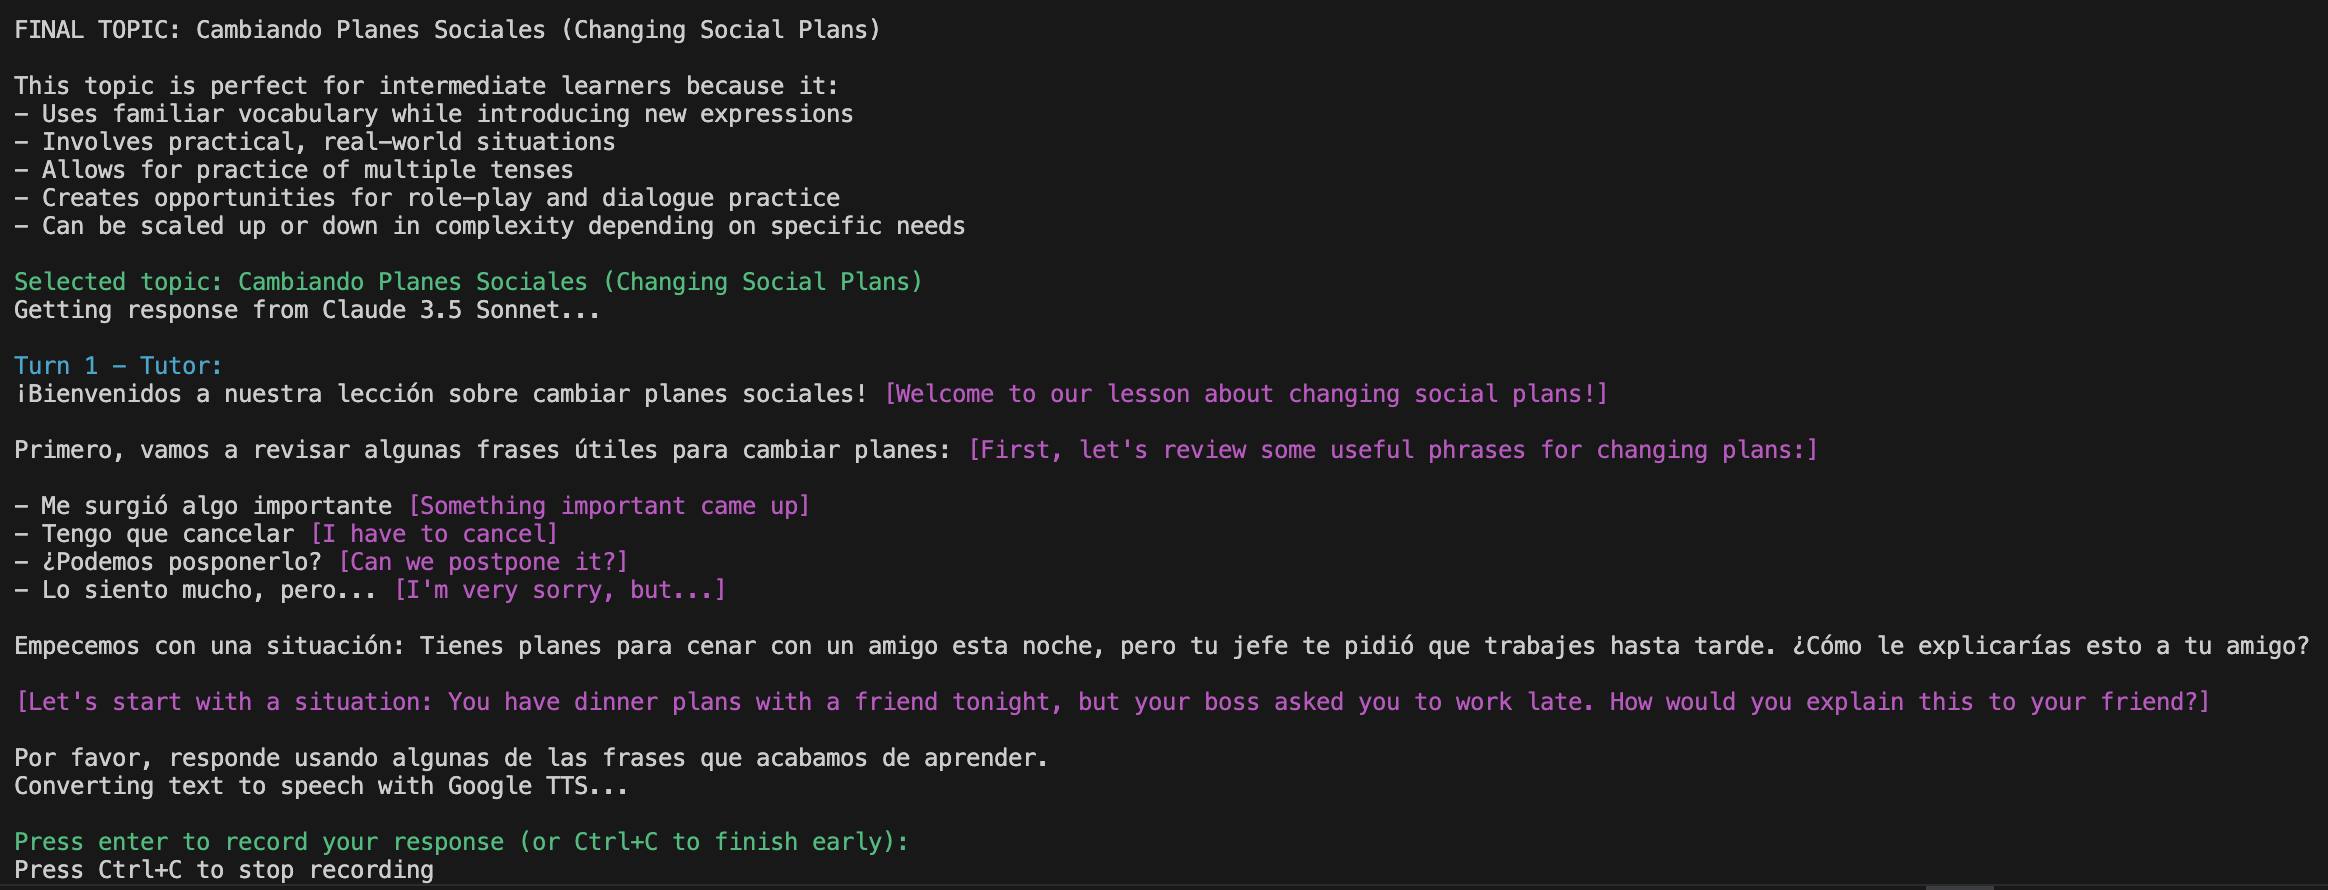 FINAL TOPIC: Cambiando Planes Sociales (Changing Social Plans)
This topic is perfect for intermediate learners because it:
- Uses familiar vocabulary while introducing new expressions
- Involves practical, real-world situations
- Allows for practice of multiple tenses
- Creates opportunities for role-play and dialogue practice
- Can be scaled up or down in complexity depending on specific needs
Selected topic: Cambiando Planes Sociales (Changing Social Plans)
Getting response from Claude 3.5 Sonnet...
Turn 1 - Tutor:
¡Bienvenidos a nuestra lección sobre cambiar planes sociales! [Welcome to our lesson about changing social plans!]
Primero, vamos a revisar algunas frases útiles para cambiar planes: [First, let's review some useful phrases for changing plans:]
- Me surgió algo importante [Something important came up]
- Tengo que cancelar [I have to cancel]
- ¿Podemos posponerlo? [Can we postpone it?]
- Lo siento mucho, pero... [I'm very sorry, but...]
Empecemos con una situación: Tienes planes para cenar con un amigo esta noche, pero tu jefe te pidió que trabajes hasta tarde. ¿Cómo le explicarías esto a tu amigo?
[Let's start with a situation: You have dinner plans with a friend tonight, but your boss asked you to work late. How would you explain this to your friend?]
Por favor, responde usando algunas de las frases que acabamos de aprender.
Converting text to speech with Google TTS...
Press enter to record your response (or Ctrl+C to finish early):
Press Ctrl+C to stop recording